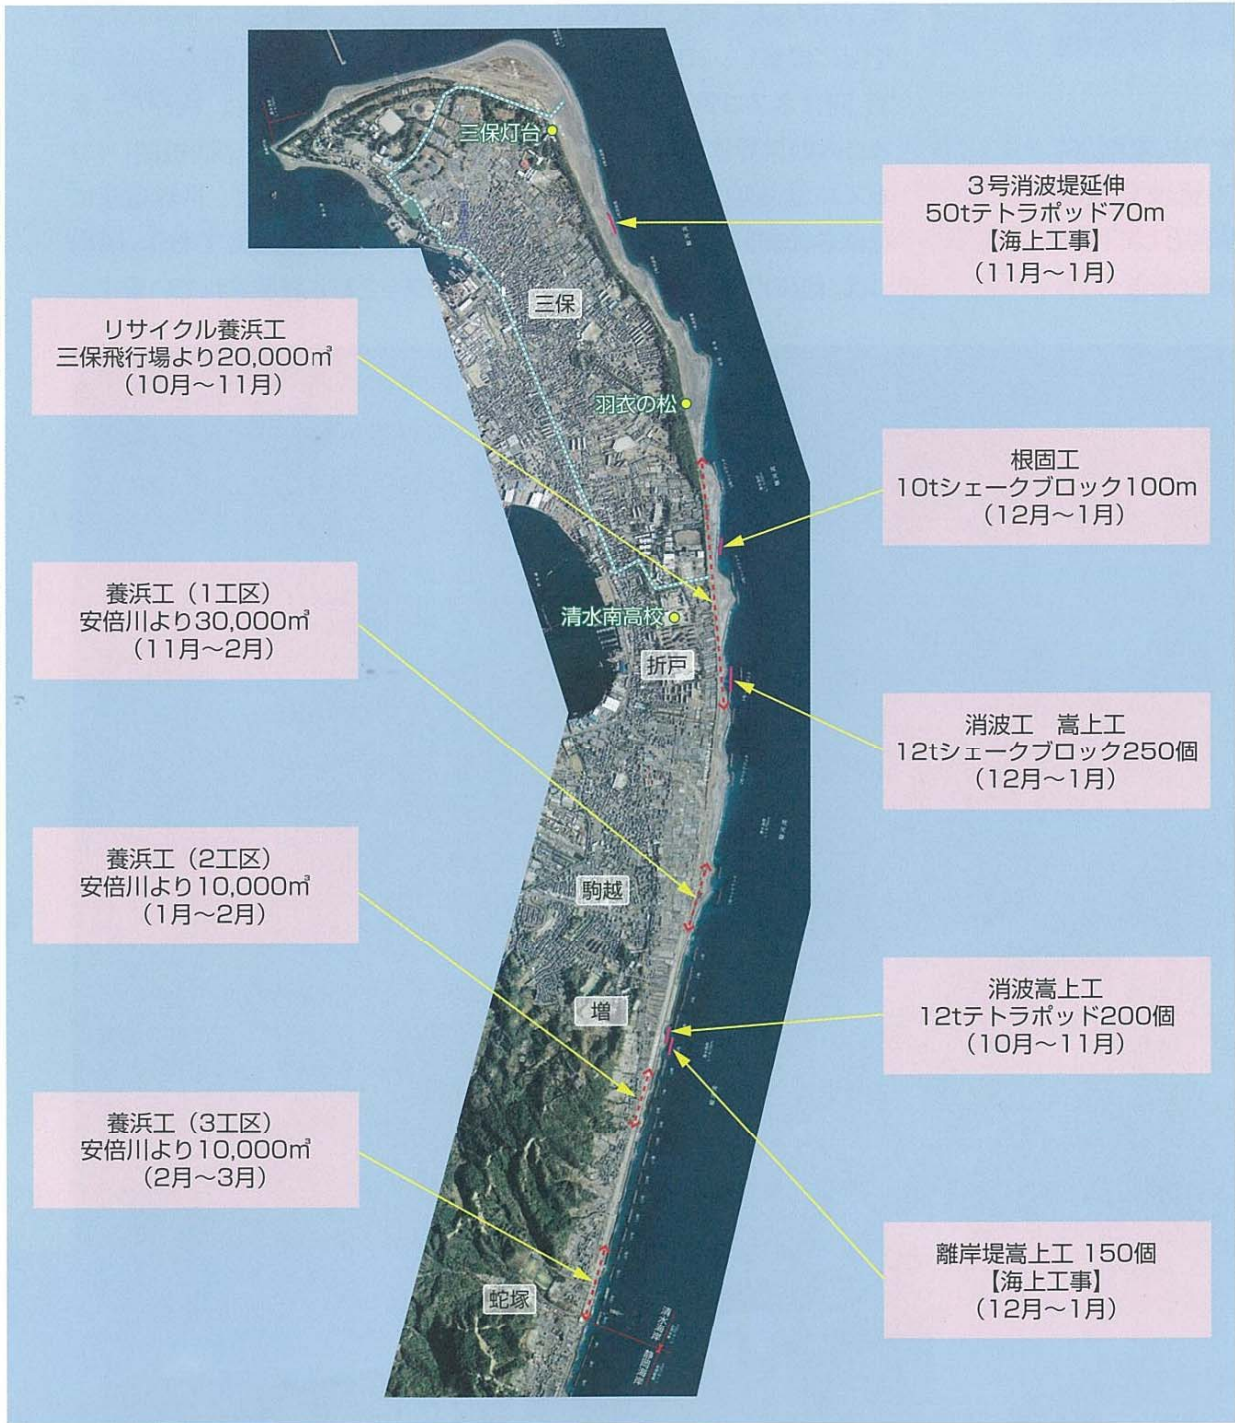 三保灯台
三保
羽衣の松
清水南高校
折戸
駒越
増
蛇塚
清水海岸
静岡海岸
リサイクル養浜工
三保飛行場より20,000㎥
（10月〜11月）
養浜工（1工区）
安倍川より30,000㎥
（11月〜2月）
養浜工（2工区）
安倍川より10,000㎥
（1月〜2月）
養浜工（3工区）
安倍川より10,000㎥
（2月〜3月）
3号消波堤延伸
50tテトラポッド70m
【海上工事】
（11月〜1月）
根固工
10tシェークブロック100m
（12月〜1月）
消波工　嵩上工
12tシェークブロック250個
（12月〜1月）
消波嵩上工
12tテトラポッド200個
（10月〜11月）
離岸堤嵩上工 150個
【海上工事】
（12月〜1月）